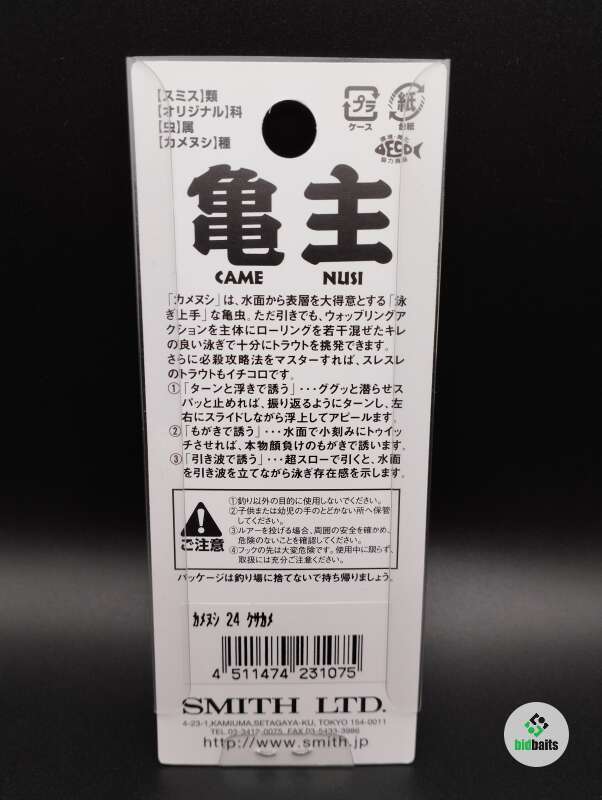 【スミス】類
【オリジナル】科
【虫】属
【カメヌシ】種
プラ
ケース
紙
台紙
環境・風土
ECO
協力商品
亀主
CAME NUSI
「カメヌシ」は、水面から表層を大得意とする「泳
ぎ上手」な亀虫。ただ引きでも、ウォッブリングア
クションを主体にローリングを若干混ぜたキレ
の良い泳ぎで十分にトラウトを挑発できます。
さらに必殺攻略法をマスターすれば、スレスレ
のトラウトもイチコロです。
①「ターンと浮きで誘う」・・・ググッと潜らせス
パッと止めれば、振り返るようにターンし、左
右にスライドしながら浮上してアピールします。
②「もがきで誘う」・・・水面で小刻みにトゥイッ
チさせれば、本物顔負けのもがきで誘います。
③「引き波で誘う」・・・超スローで引くと、水面
を引き波を立てながら泳ぎ存在感を示します。
ご注意
①釣り以外の目的に使用しないでください。
②子供または幼児の手のとどかない所へ保管
してください。
③ルアーを投げる場合、周囲の安全を確かめ、
危険のないことを確認してください。
④フックの先は大変危険です。使用中に限らず、
取扱には充分ご注意ください。
パッケージは釣り場に捨てないで持ち帰りましょう。
ｶﾒﾇｼ 24 ｸｻｶﾒ
4 511474 231075
SMITH LTD.
4-23-1,KAMIUMA,SETAGAYA-KU, TOKYO 154-0011
TEL 03-3412-0075 FAX 03-5433-3986
http://www.smith.jp
bidbaits